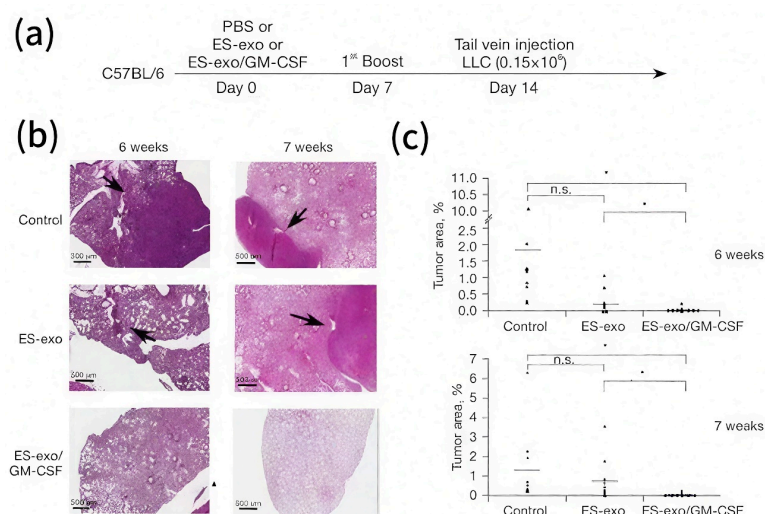 (a)
PBS or
ES-exo or
ES-exo/GM-CSF
1st Boost
Tail vein injection
LLC (0.15×10⁶)
C57BL/6
Day 0
Day 7
Day 14
(b)
6 weeks
7 weeks
Control
300 μm
500 μm
ES-exo
300 μm
500 μm
ES-exo/
GM-CSF
500 μm
500 μm
(c)
Tumor area, %
11.0
10.5
10.0
2.5
2.0
1.5
1.0
0.5
0.0
n.s.
6 weeks
Control
ES-exo
ES-exo/GM-CSF
Tumor area, %
7
6
5
4
3
2
1
0
n.s.
7 weaks
Control
ES-exo
ES-exo/GM-CSF